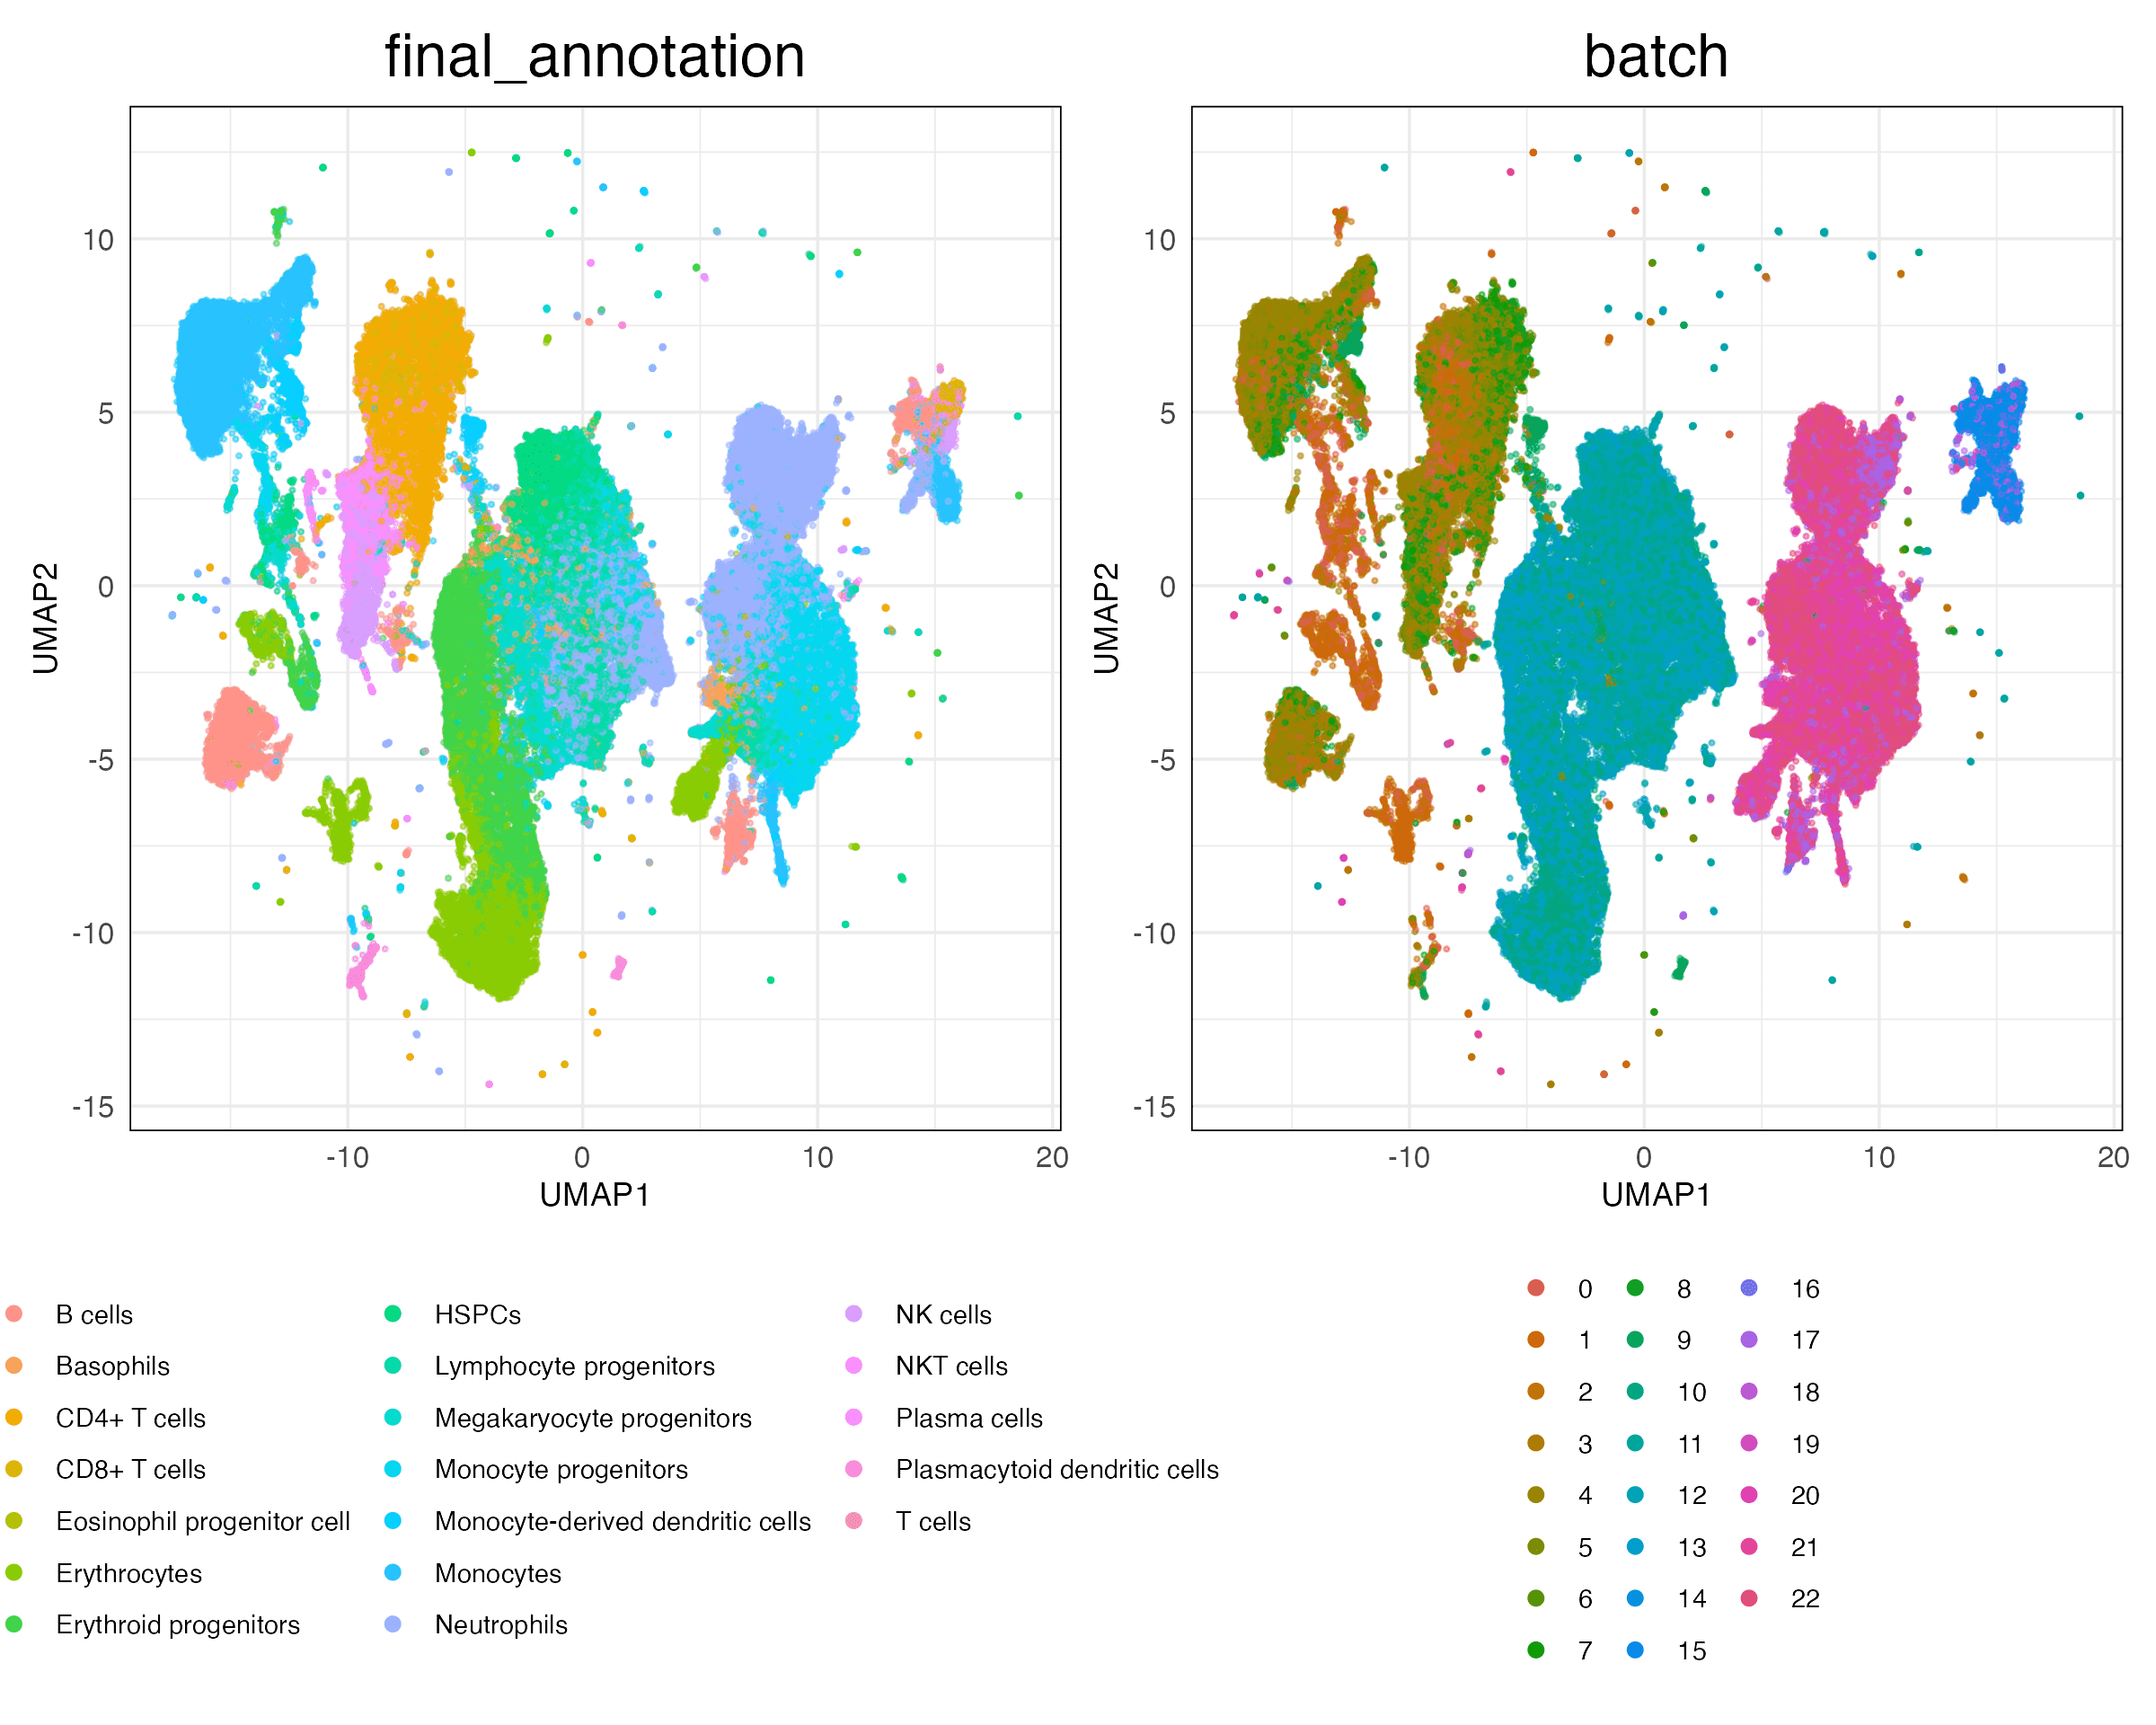 final_annotation
batch
10
5
0
-5
-10
-15
UMAP2
-10
0
10
20
UMAP1
10
5
0
-5
-10
-15
UMAP2
-10
0
10
20
UMAP1
B cells
Basophils
CD4+ T cells
CD8+ T cells
Eosinophil progenitor cell
Erythrocytes
Erythroid progenitors
HSPCs
Lymphocyte progenitors
Megakaryocyte progenitors
Monocyte progenitors
Monocyte-derived dendritic cells
Monocytes
Neutrophils
NK cells
NKT cells
Plasma cells
Plasmacytoid dendritic cells
T cells
0
1
2
3
4
5
6
7
8
9
10
11
12
13
14
15
16
17
18
19
20
21
22